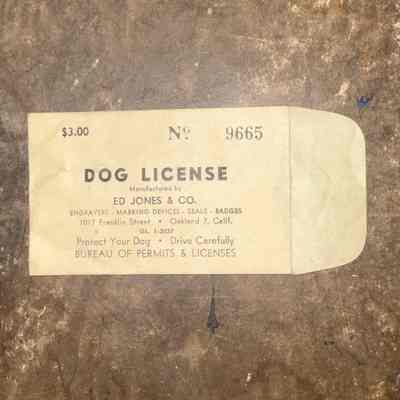 $3.00 Nº 9665
DOG LICENSE
Manufactured by
ED JONES & CO.
ENGRAVERS - MARKING DEVICES - SEALS - BADGES
1017 Franklin Street • Oakland 7, Calif.
Protect Your Dog • Drive Carefully
BUREAU OF PERMITS & LICENSES